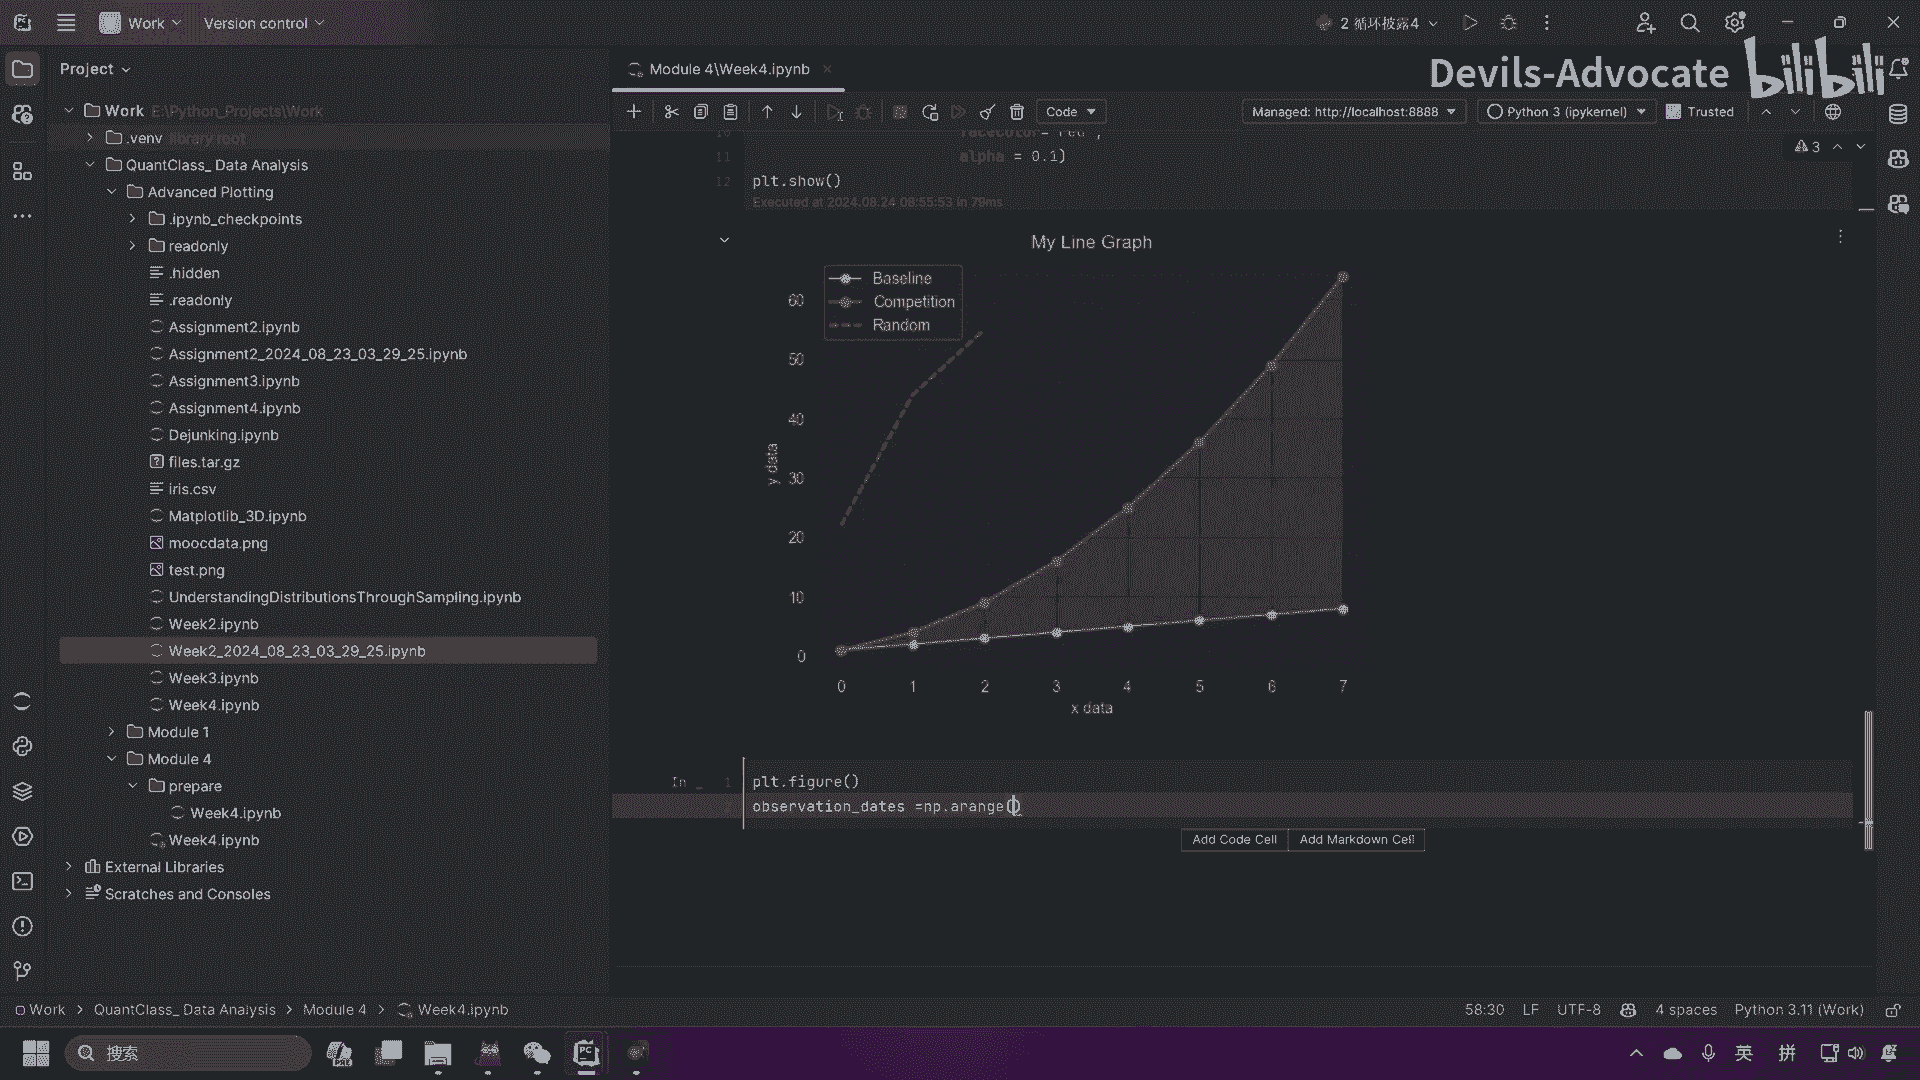 Work
Version control
2 循环披露4
Devils-Advocate bilibili
Project
Module 4\Week4.ipynb
Work E:\Python_Projects\Work
.venv library root
QuantClass_ Data Analysis
Advanced Plotting
.ipynb_checkpoints
readonly
.hidden
.readonly
Assignment2.ipynb
Assignment2_2024_08_23_03_29_25.ipynb
Assignment3.ipynb
Assignment4.ipynb
Dejunking.ipynb
files.tar.gz
iris.csv
Matplotlib_3D.ipynb
moocdata.png
test.png
UnderstandingDistributionsThroughSampling.ipynb
Week2.ipynb
Week2_2024_08_23_03_29_25.ipynb
Week3.ipynb
Week4.ipynb
Module 1
Module 4
prepare
Week4.ipynb
Week4.ipynb
External Libraries
Scratches and Consoles
Code
Managed: http://localhost:8888
Python 3 (ipykernel)
Trusted
3
11 alpha = 0.1)
12 plt.show()
Executed at 2024.08.24 08:55:53 in 79ms
My Line Graph
Baseline
Competition
Random
60
50
40
30
20
10
0
y data
0 1 2 3 4 5 6 7
x data
In _ 1 plt.figure()
observation_dates =np.arange()
Add Code Cell
Add Markdown Cell
Work > QuantClass_ Data Analysis > Module 4 > Week4.ipynb
58:30 LF UTF-8 4 spaces Python 3.11 (Work)
搜索
英
拼